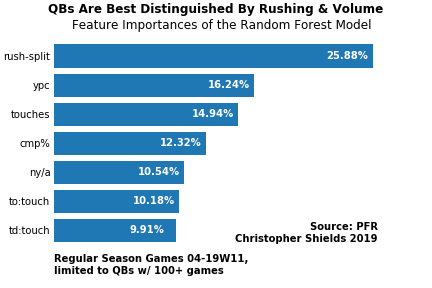 QBs Are Best Distinguished By Rushing & Volume
Feature Importances of the Random Forest Model
rush-split 25.88%
ypc 16.24%
touches 14.94%
cmp% 12.32%
ny/a 10.54%
to:touch 10.18%
td:touch 9.91%
Source: PFR
Christopher Shields 2019
Regular Season Games 04-19W11,
limited to QBs w/ 100+ games